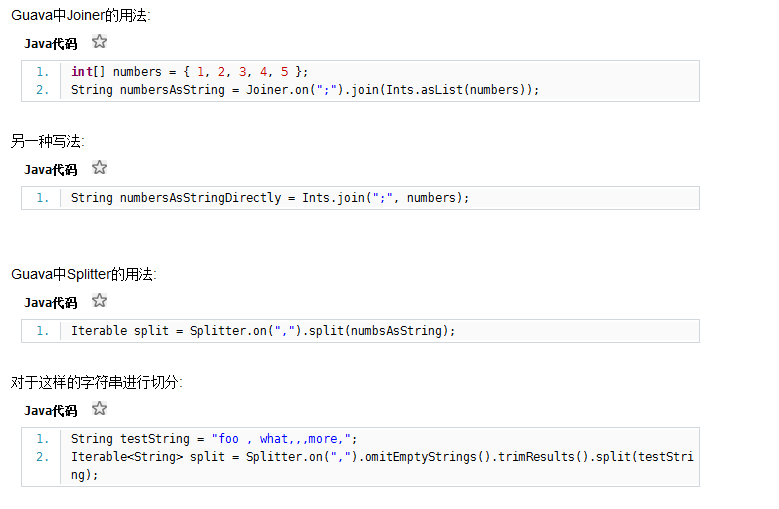 Guava中Joiner的用法:
Java代码
1. int[] numbers = { 1, 2, 3, 4, 5 };
2. String numbersAsString = Joiner.on(";").join(Ints.asList(numbers));
另一种写法:
Java代码
1. String numbersAsStringDirectly = Ints.join(";", numbers);
Guava中Splitter的用法:
Java代码
1. Iterable split = Splitter.on(",").split(numbsAsString);
对于这样的字符串进行切分:
Java代码
1. String testString = "foo , what,,,more,";
2. Iterable<String> split = Splitter.on(",").omitEmptyStrings().trimResults().split(testStri
ng);